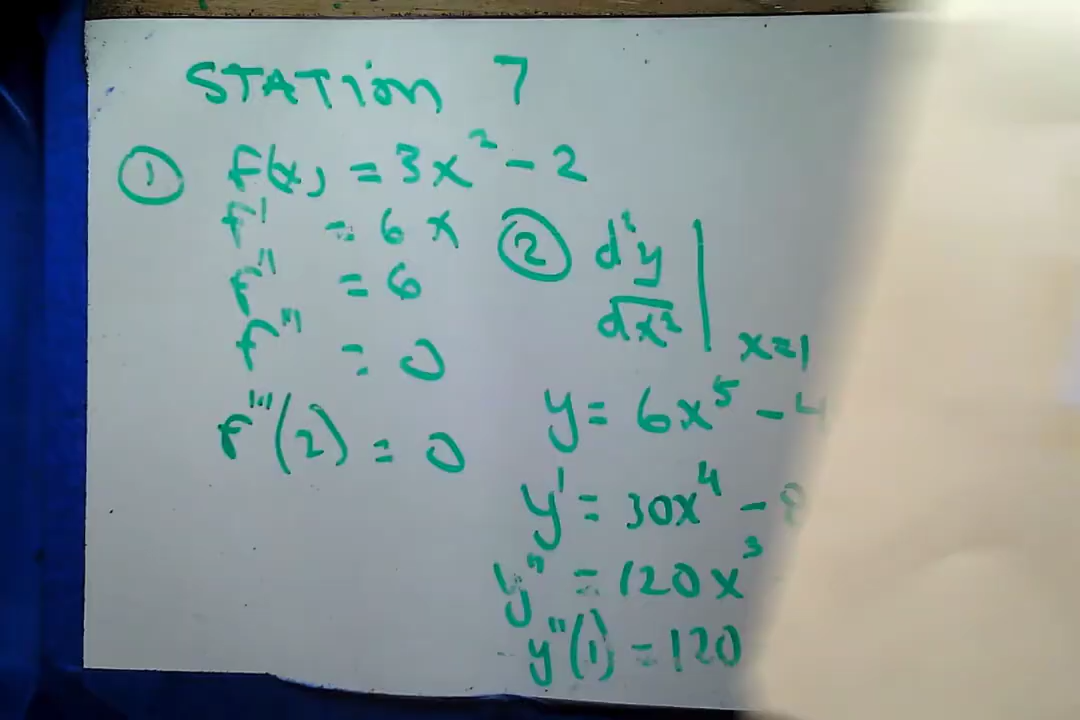 STATiON 7
① f(x) = 3x² - 2
f' = 6x
f'' = 6
f''' = 0
f'''(2) = 0
② d²y
dx² | x=1
y = 6x⁵ - 4
y' = 30x⁴ -
y'' = 120x³
y''(1) = 120